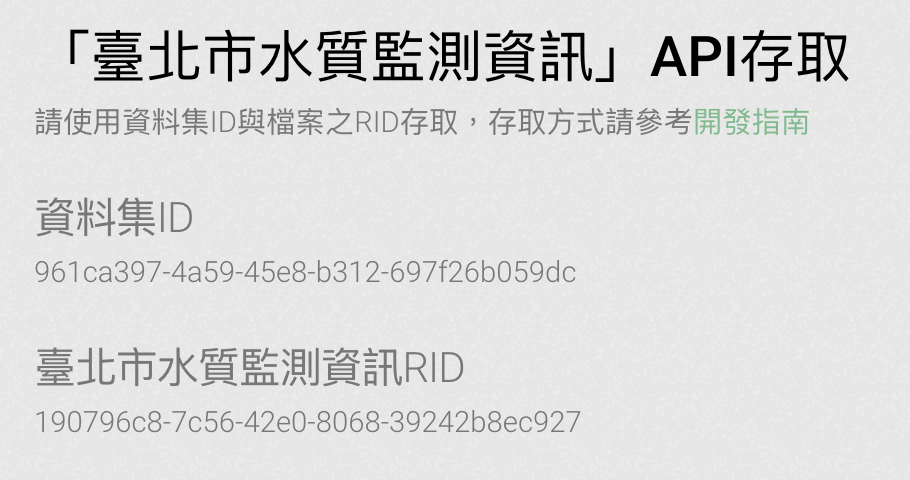 「臺北市水質監測資訊」API存取
請使用資料集ID與檔案之RID存取，存取方式請參考開發指南
資料集ID
961ca397-4a59-45e8-b312-697f26b059dc
臺北市水質監測資訊RID
190796c8-7c56-42e0-8068-39242b8ec927